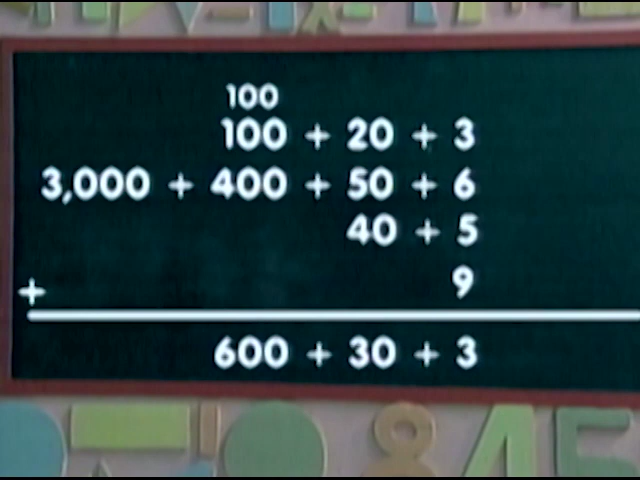 100
100 + 20 + 3
3,000 + 400 + 50 + 6
40 + 5
9
+
600 + 30 + 3